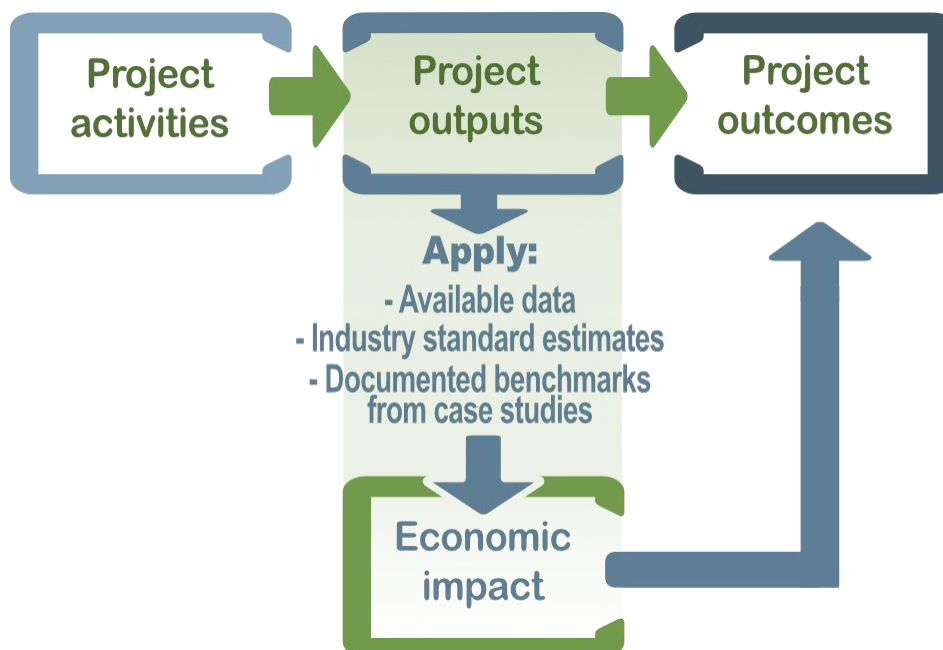 Project
activities
Project
outputs
Project
outcomes
Apply:
- Available data
- Industry standard estimates
- Documented benchmarks
from case studies
Economic
impact